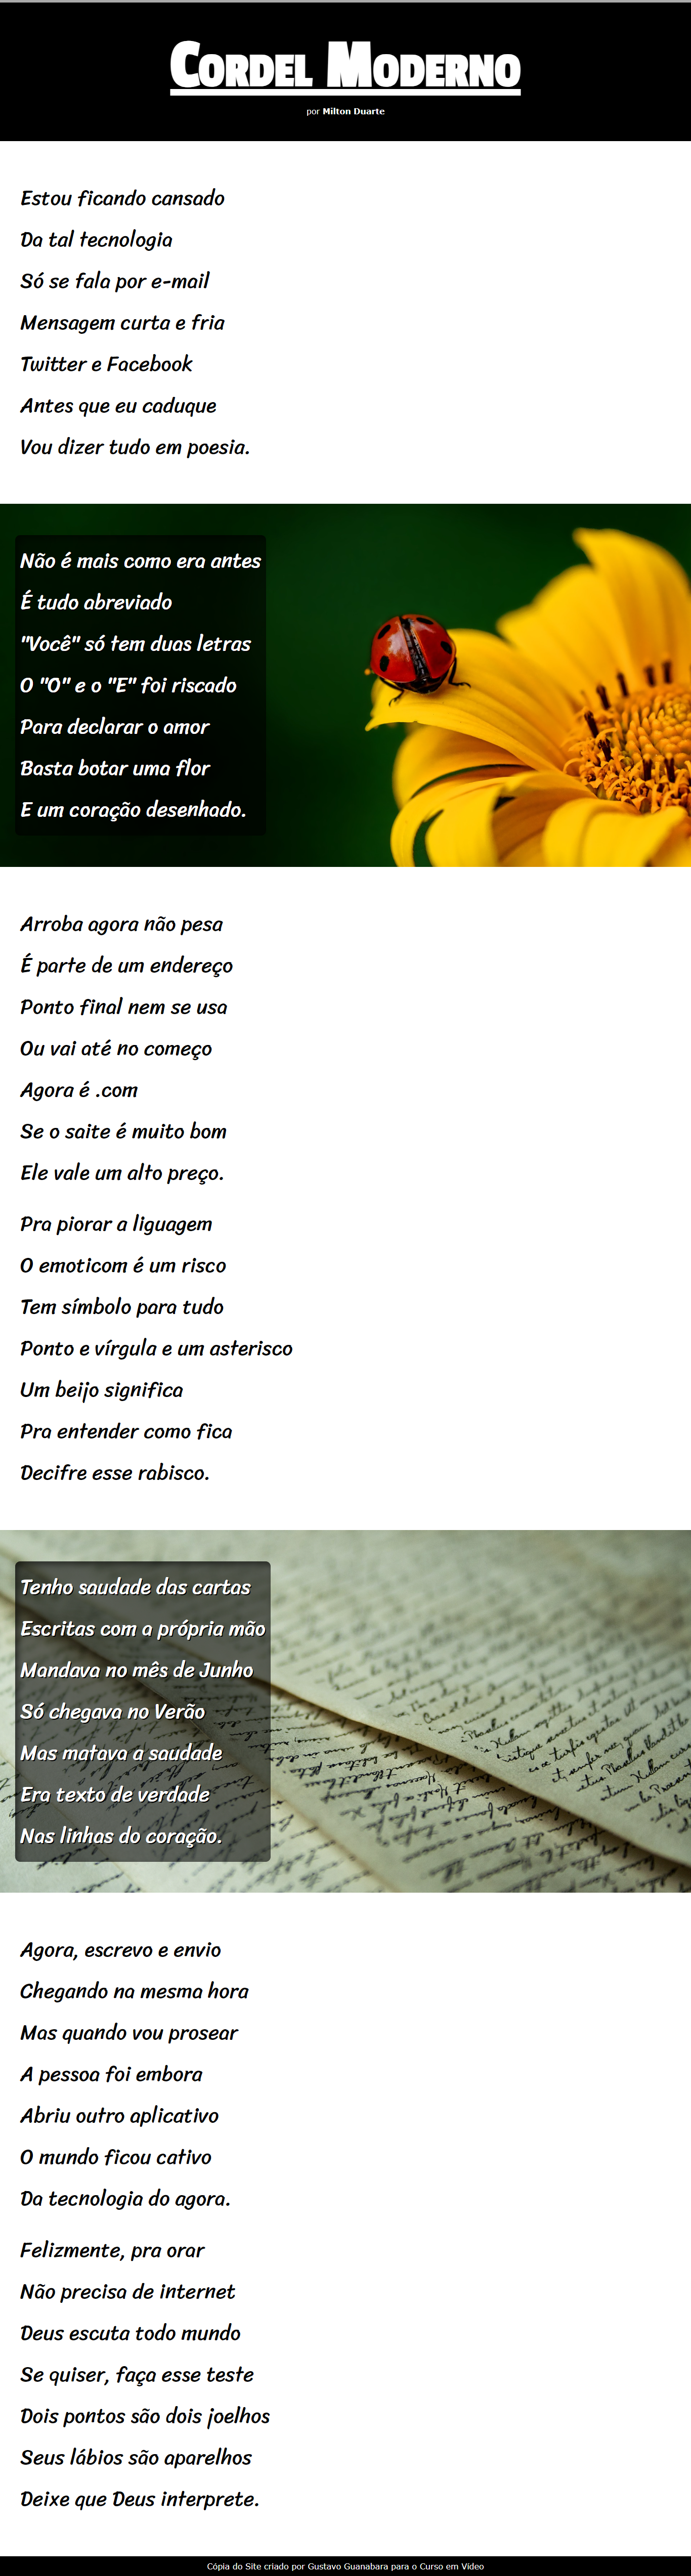 Cordel Moderno
por Milton Duarte
Estou ficando cansado
Da tal tecnologia
Só se fala por e-mail
Mensagem curta e fria
Twitter e Facebook
Antes que eu caduque
Vou dizer tudo em poesia.
Não é mais como era antes
É tudo abreviado
"Você" só tem duas letras
O "O" e o "E" foi riscado
Para declarar o amor
Basta botar uma flor
E um coração desenhado.
Arroba agora não pesa
É parte de um endereço
Ponto final nem se usa
Ou vai até no começo
Agora é .com
Se o saite é muito bom
Ele vale um alto preço.
Pra piorar a liguagem
O emoticom é um risco
Tem símbolo para tudo
Ponto e vírgula e um asterisco
Um beijo significa
Pra entender como fica
Decifre esse rabisco.
Tenho saudade das cartas
Escritas com a própria mão
Mandava no mês de Junho
Só chegava no Verão
Mas matava a saudade
Era texto de verdade
Nas linhas do coração.
Agora, escrevo e envio
Chegando na mesma hora
Mas quando vou prosear
A pessoa foi embora
Abriu outro aplicativo
O mundo ficou cativo
Da tecnologia do agora.
Felizmente, pra orar
Não precisa de internet
Deus escuta todo mundo
Se quiser, faça esse teste
Dois pontos são dois joelhos
Seus lábios são aparelhos
Deixe que Deus interprete.
Cópia do Site criado por Gustavo Guanabara para o Curso em Vídeo